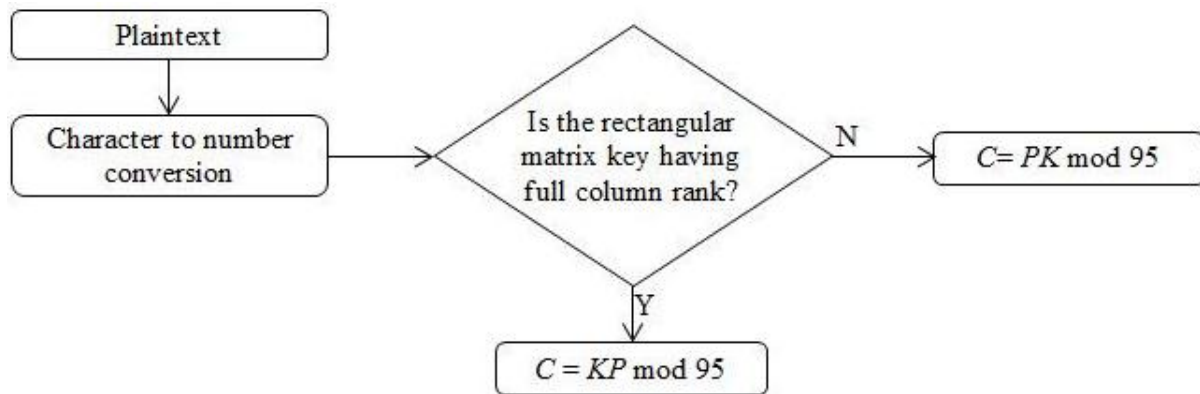 Plaintext
Character to number
conversion
Is the rectangular
matrix key having
full column rank?
N
C= PK mod 95
Y
C = KP mod 95